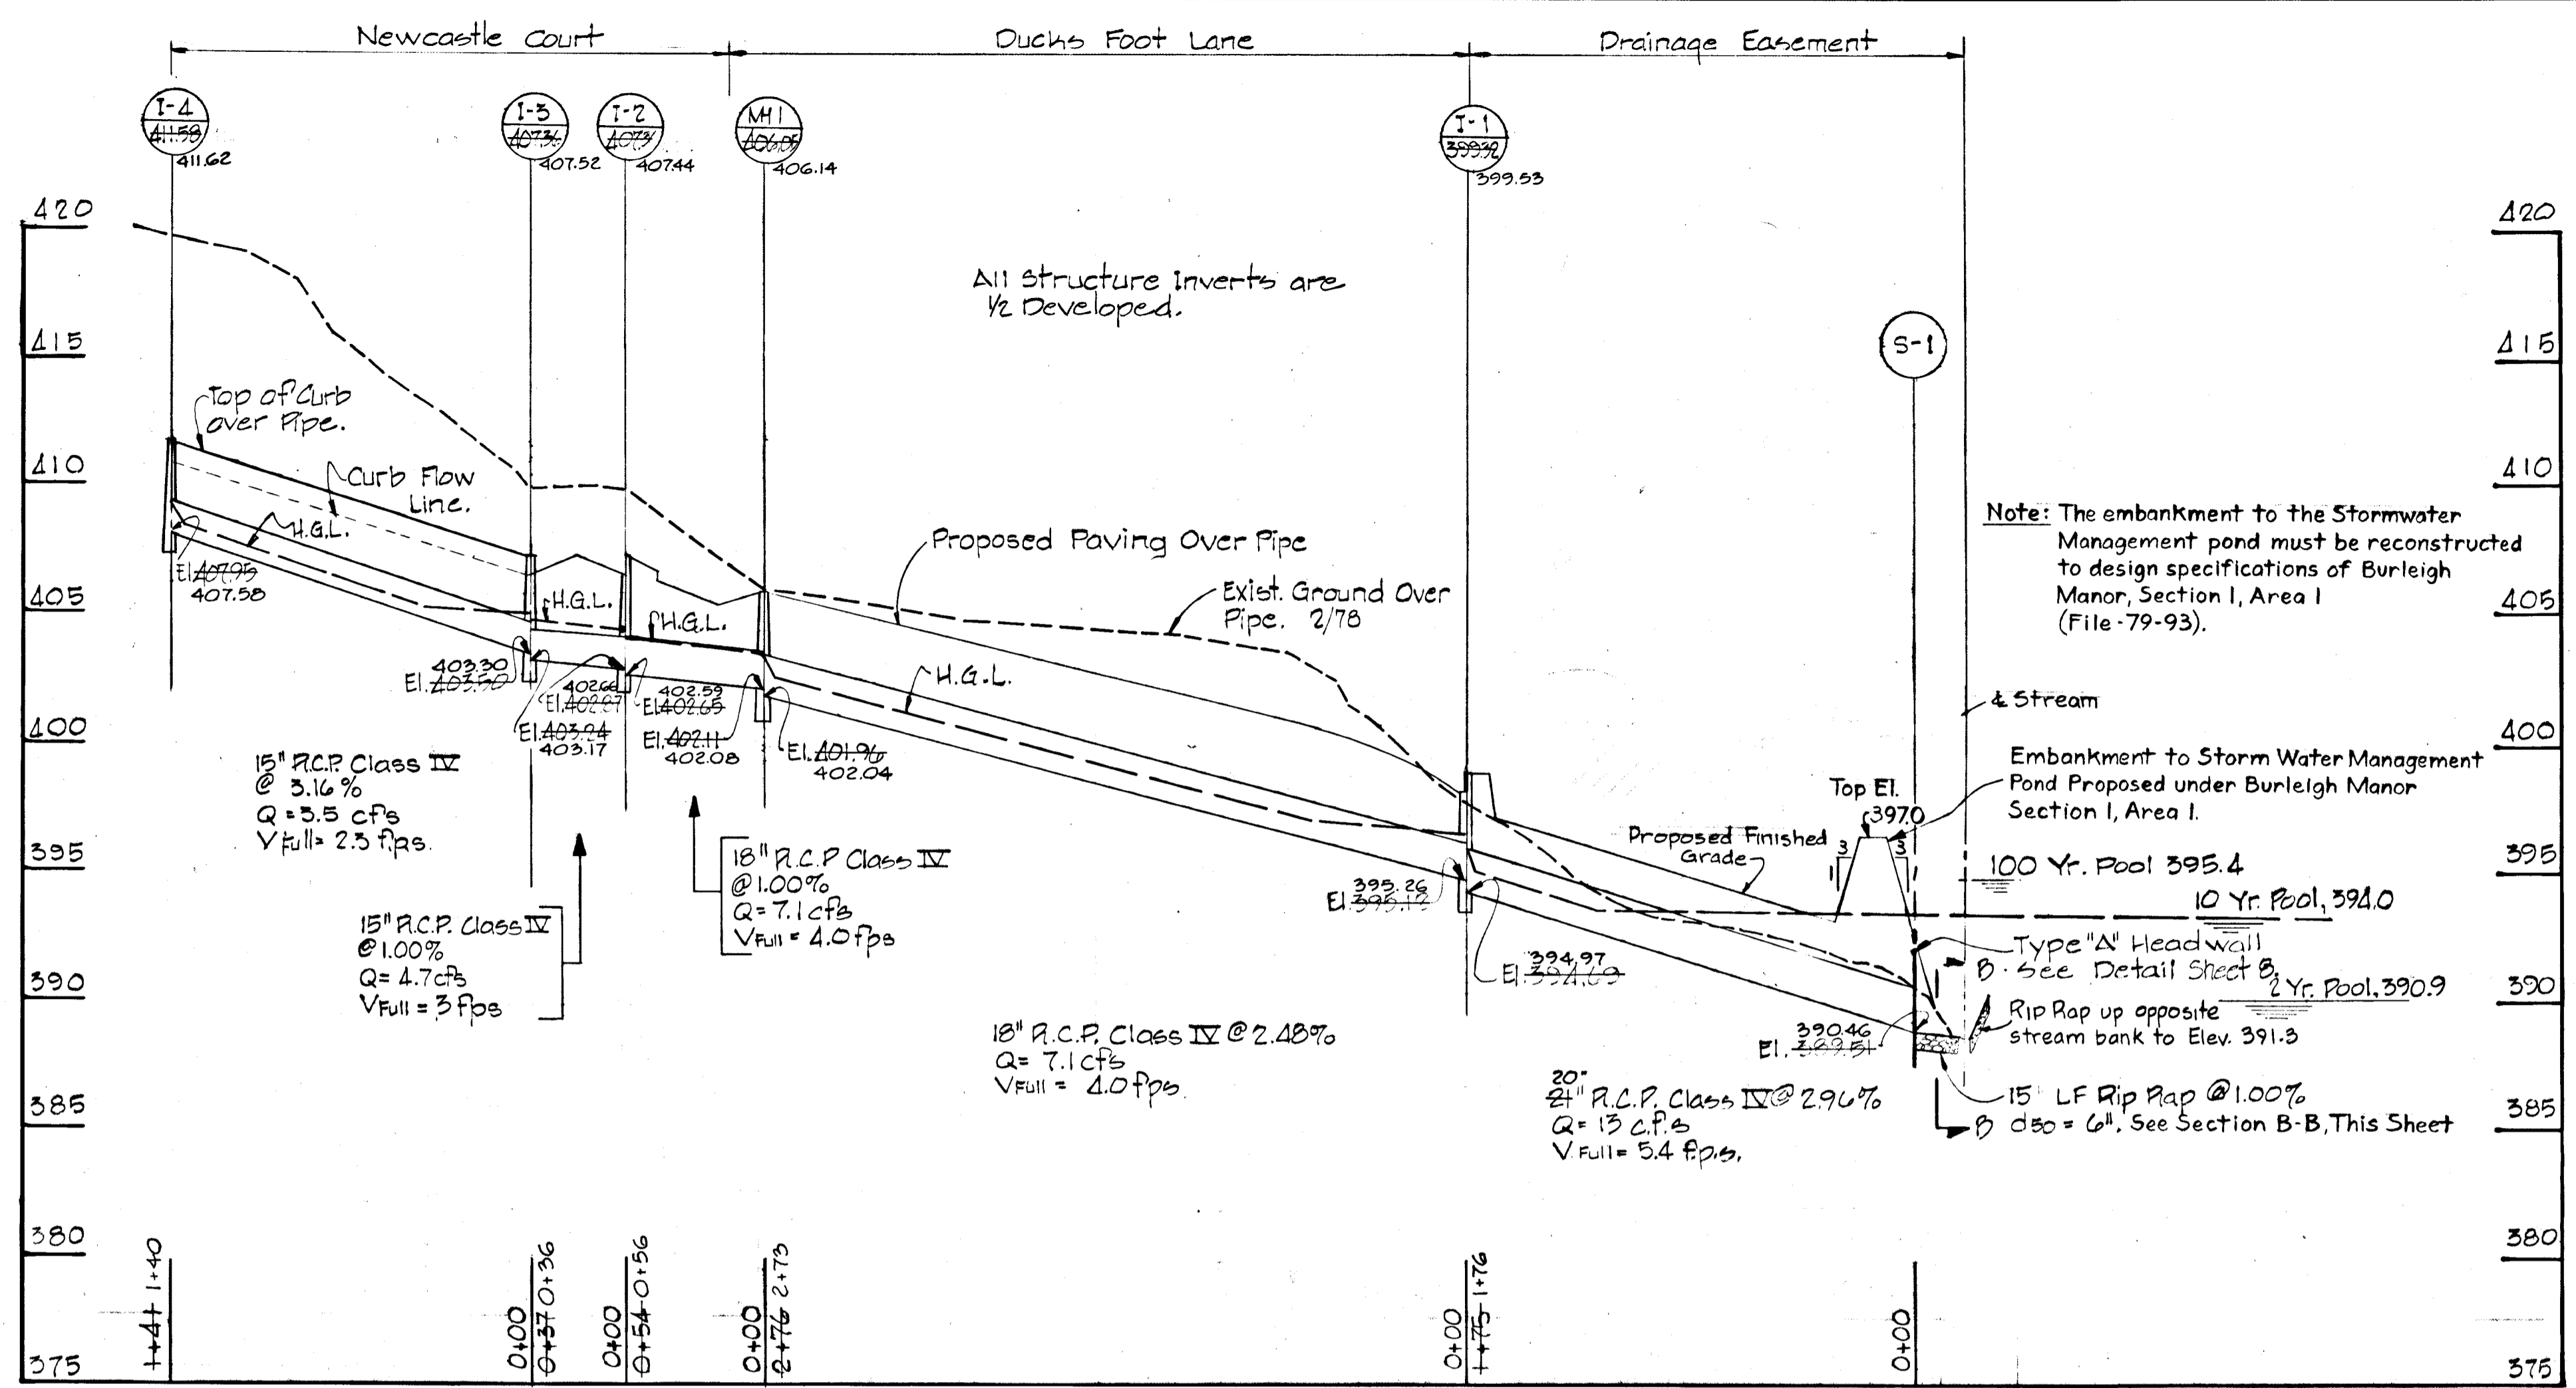 Newcastle Court
Ducks Foot Lane
Drainage Easement
I-4
411.58
411.62
I-3
407.36
407.52
I-2
407.31
407.44
MH1
406.05
406.14
I-1
399.32
399.53
S-1
420
415
410
405
400
395
390
385
380
375
420
415
410
405
400
395
390
385
380
375
All Structure Inverts are
1/2 Developed.
Top of Curb
over Pipe.
Curb Flow
Line.
H.G.L.
El. 407.95
407.58
H.G.L.
H.G.L.
403.30
El. 403.50
402.66
El. 402.87
402.59
El. 402.65
El. 403.24
403.17
El. 402.11
402.08
El. 401.96
402.04
Proposed Paving Over Pipe
Exist. Ground Over
Pipe. 2/78
H.G.L.
Note: The embankment to the Stormwater
Management pond must be reconstructed
to design specifications of Burleigh
Manor, Section 1, Area 1
(File-79-93).
℄ Stream
Embankment to Storm Water Management
Pond Proposed under Burleigh Manor
Section 1, Area 1.
Top El.
397.0
3
1
3
1
Proposed Finished
Grade
100 Yr. Pool 395.4
10 Yr. Pool, 394.0
Type "A" Headwall
B. See Detail Sheet 8.
2 Yr. Pool, 390.9
Rip Rap up opposite
stream bank to Elev. 391.3
15' LF Rip Rap @ 1.00%
B d50 = 6", See Section B-B, This Sheet
15" R.C.P. Class IV
@ 3.16%
Q = 3.5 cfs
V Full = 2.3 f.p.s.
15" R.C.P. Class IV
@ 1.00%
Q = 4.7 cfs
V Full = 3 fps
18" R.C.P Class IV
@ 1.00%
Q = 7.1 cfs
V Full = 4.0 fps
18" R.C.P. Class IV @ 2.48%
Q = 7.1 cfs
V Full = 4.0 fps.
395.26
El.
394.97
El. 394.69
390.46
El. 389.51
20"
21" R.C.P. Class IV @ 2.96%
Q = 13 c.f.s
V. Full = 5.4 f.p.s.
1+41 1+40
0+00
0+37 0+36
0+00
0+54 0+56
0+00
2+76 2+73
0+00
1+75 1+76
0+00